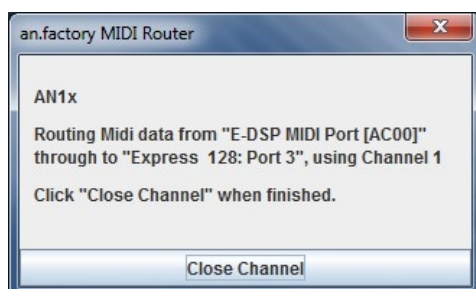 an.factory MIDI Router
AN1x
Routing Midi data from "E-DSP MIDI Port [AC00]"
through to "Express  128: Port 3", using Channel 1
Click "Close Channel" when finished.
Close Channel